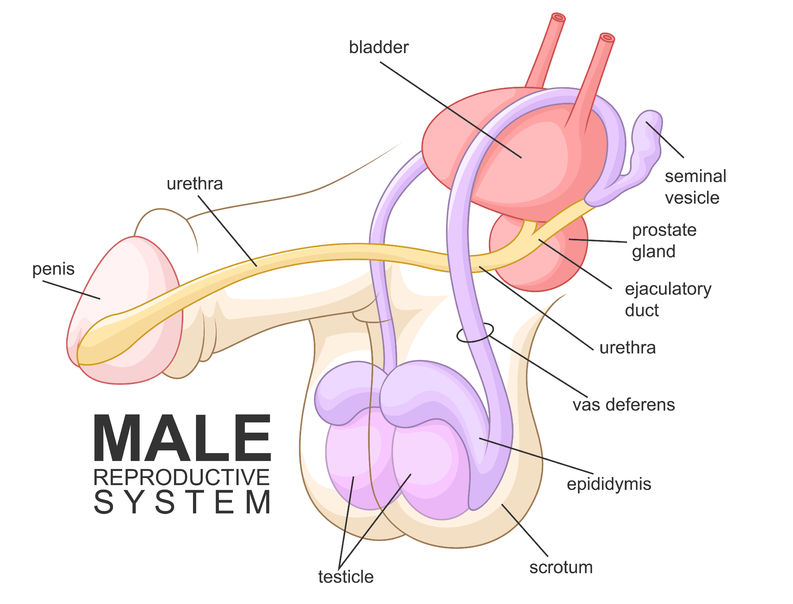 bladder
urethra
seminal
vesicle
prostate
gland
penis
ejaculatory
duct
urethra
vas deferens
MALE
REPRODUCTIVE
SYSTEM
epididymis
scrotum
testicle